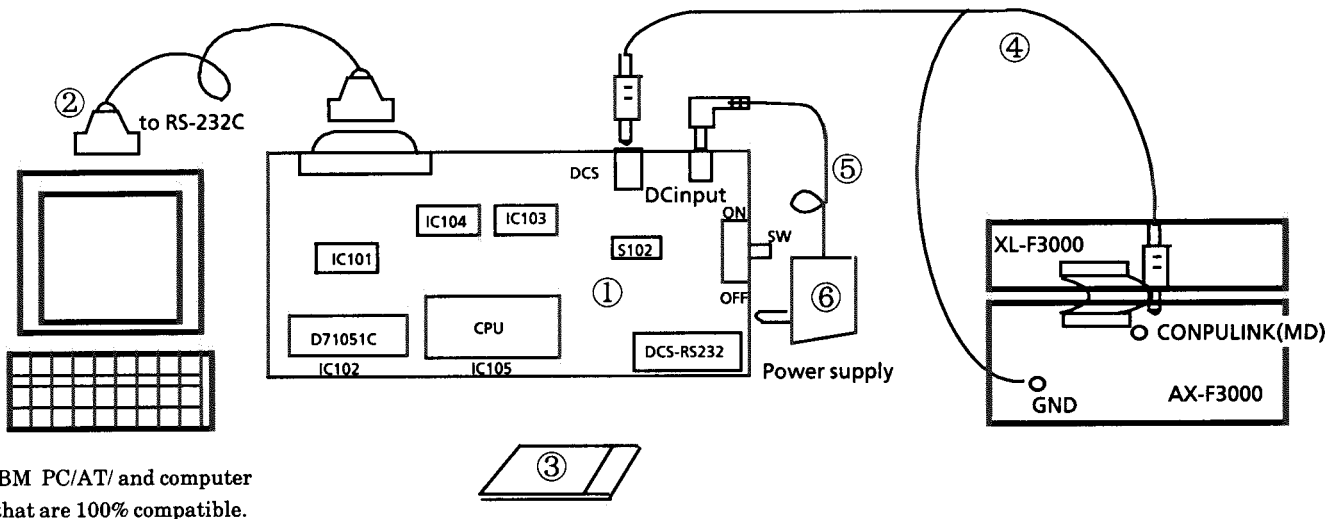 ②
to RS-232C
④
DCS
DCinput
⑤
ON
SW
OFF
IC104
IC103
IC101
S102
①
⑥
D71051C
IC102
CPU
IC105
DCS-RS232
Power supply
XL-F3000
CONPULINK(MD)
GND
AX-F3000
③
BM PC/AT/ and computer
that are 100% compatible.